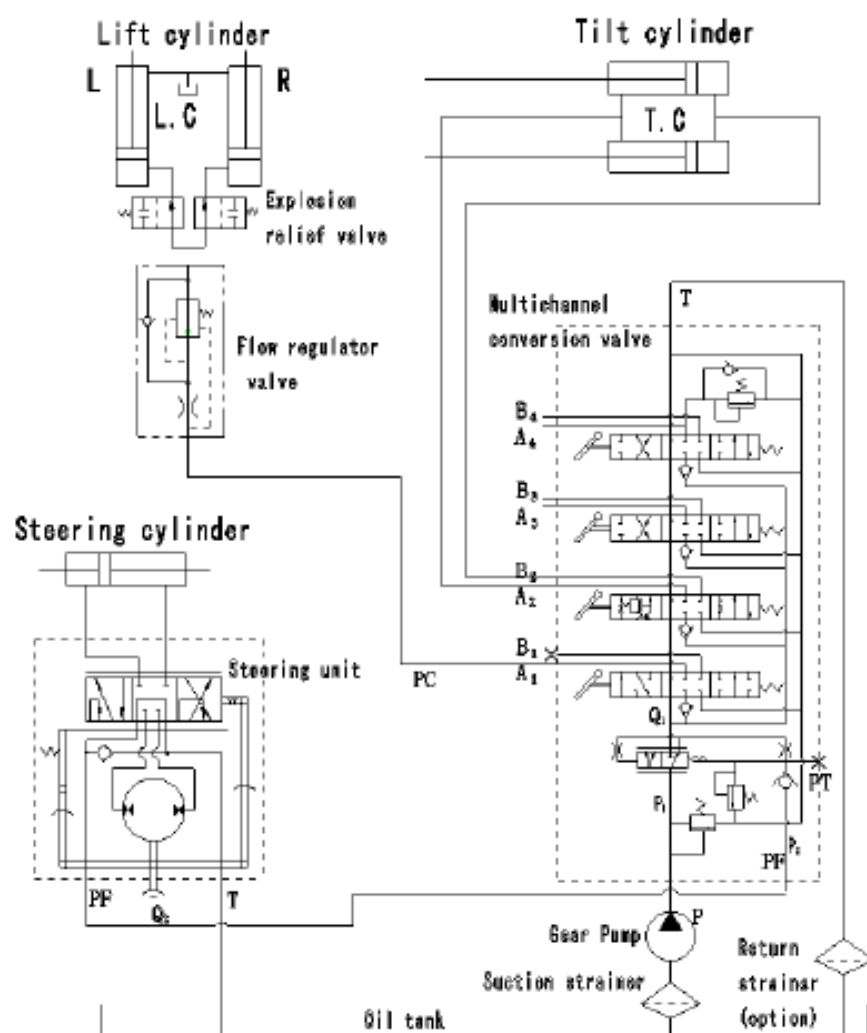 Lift cylinder
Tilt cylinder
L
R
L.C
T.C
Explosion
relief valve
T
Multichannel
conversion valve
Flow regulator
valve
B₄
A₄
B₃
A₃
Steering cylinder
B₂
A₂
Steering unit
B₁
PC
A₁
Q₁
PT
P₁
P₂
PF
PF
T
Q₂
P
Gear Pump
Return
Suction strainer
strainer
Oil tank
(option)